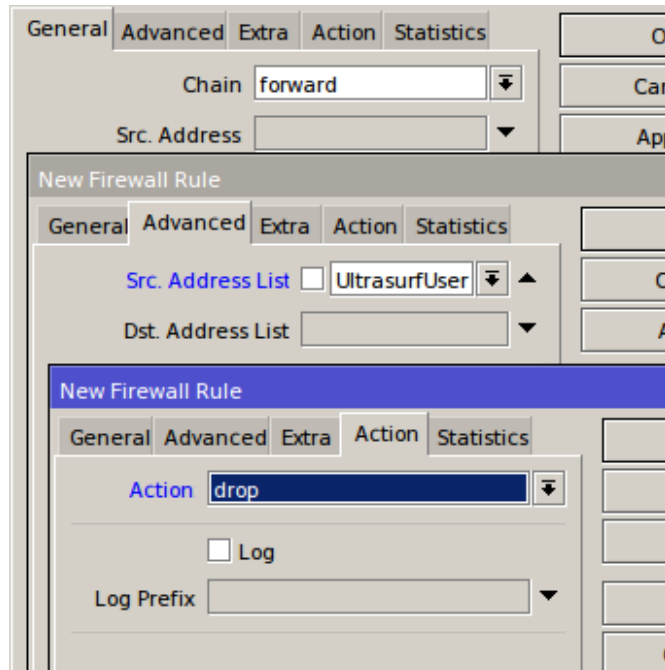 General Advanced Extra Action Statistics
Chain forward
Src. Address
New Firewall Rule
General Advanced Extra Action Statistics
Src. Address List UltrasurfUser
Dst. Address List
New Firewall Rule
General Advanced Extra Action Statistics
Action drop
Log
Log Prefix